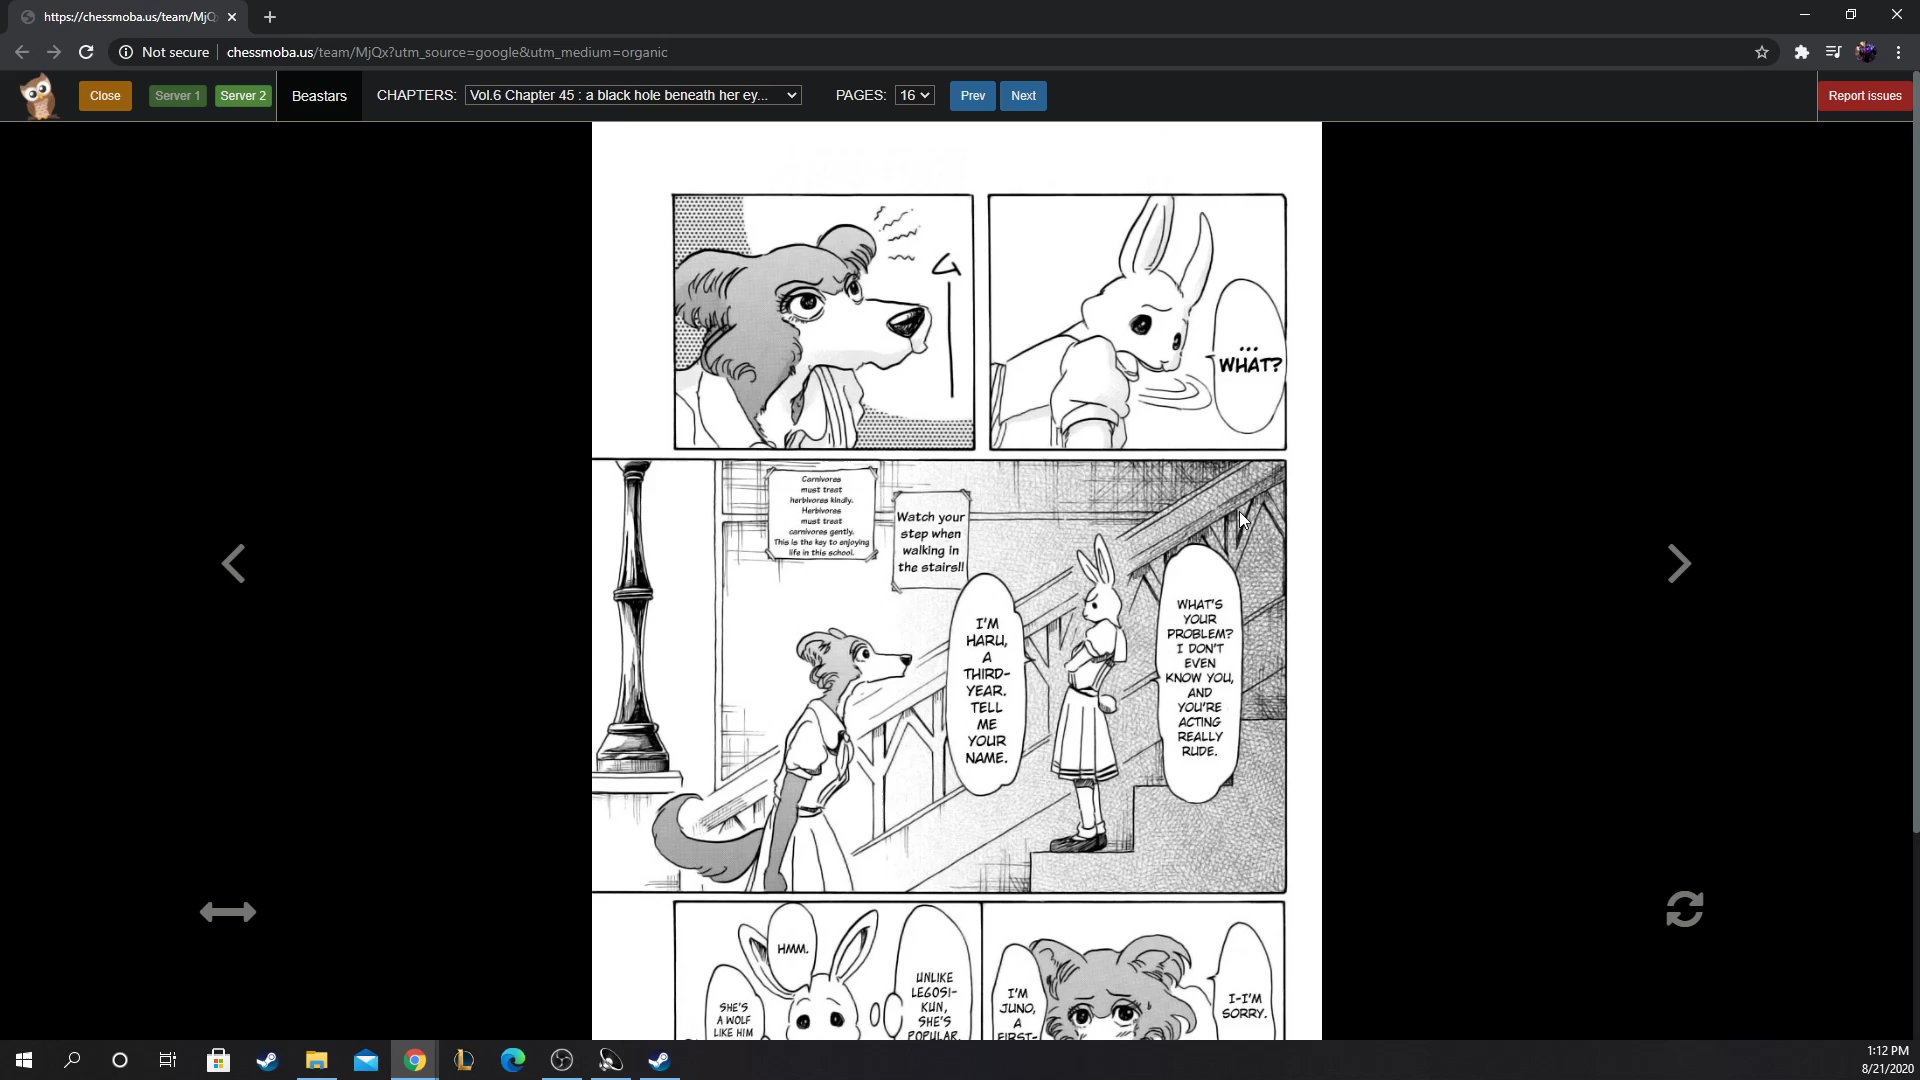 https://chessmoba.us/team/MjQ
Not secure
chessmoba.us/team/MjQx?utm_source=google&utm_medium=organic
Close
Server 1
Server 2
Beastars
CHAPTERS:
Vol.6 Chapter 45 : a black hole beneath her ey...
PAGES:
16
Prev
Next
Report issues
...
WHAT?
Carnivores
must treat
herbivores kindly.
Herbivores
must treat
carnivores gently.
This is the key to enjoying
life in this school.
Watch your
step when
walking in
the stairs!!
WHAT'S
YOUR
PROBLEM?
I DON'T
EVEN
KNOW YOU,
AND
YOU'RE
ACTING
REALLY
RUDE.
I'M
HARU,
A
THIRD-
YEAR.
TELL
ME
YOUR
NAME.
I-I'M
SORRY.
I'M
JUNO,
A
FIRST-
UNLIKE
LEGOSI-
KUN,
SHE'S
POPULAR,
HMM.
SHE'S
A WOLF
LIKE HIM
1:12 PM
8/21/2020